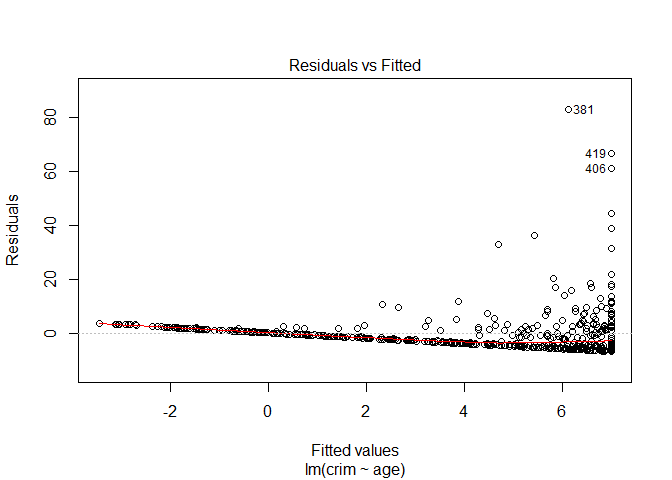 Residuals vs Fitted
Residuals
80
60
40
20
0
381
419
406
-2 0 2 4 6
Fitted values
lm(crim ~ age)